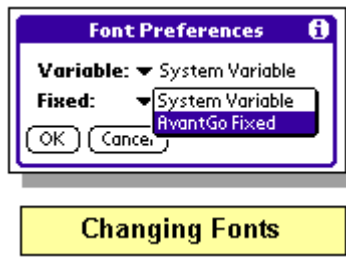 Font Preferences i
Variable: System Variable
Fixed: System Variable
AvantGo Fixed
OK Cancel
Changing Fonts